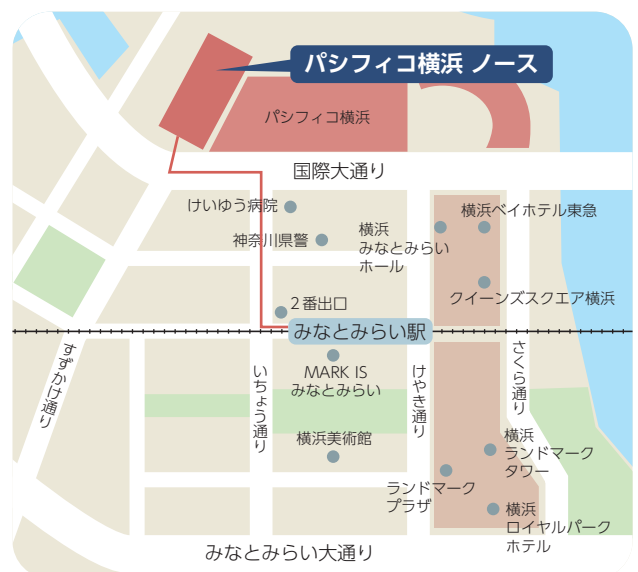 パシフィコ横浜 ノース
パシフィコ横浜
国際大通り
けいゆう病院
神奈川県警
横浜
みなとみらい
ホール
横浜ベイホテル東急
クイーンズスクエア横浜
２番出口
みなとみらい駅
すずかけ通り
いちょう通り
MARK IS
みなとみらい
けやき通り
さくら通り
横浜美術館
横浜
ランドマーク
タワー
ランドマーク
プラザ
横浜
ロイヤルパーク
ホテル
みなとみらい大通り